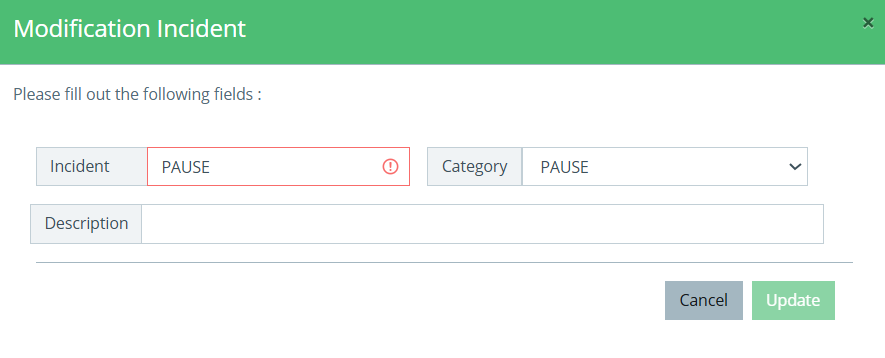 Modification Incident
×
Please fill out the following fields :
Incident PAUSE Category PAUSE
Description
Cancel Update